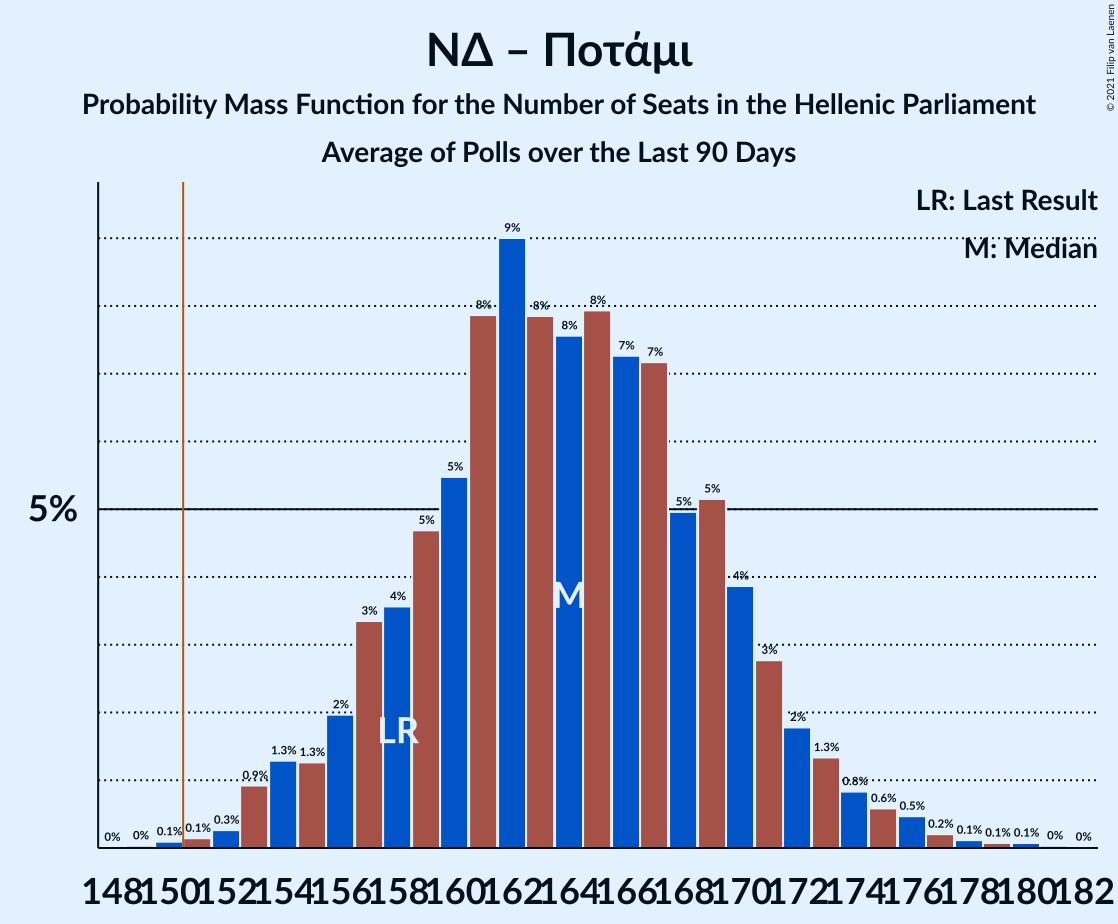 ΝΔ – Ποτάμι
Probability Mass Function for the Number of Seats in the Hellenic Parliament
Average of Polls over the Last 90 Days
© 2021 Filip van Laenen
LR: Last Result
M: Median
5%
0% 0% 0.1% 0.1% 0.3% 0.9% 1.3% 1.3% 2% 3% 4% 5% 5% 8% 9% 8% 8% 8% 7% 7% 5% 5% 4% 3% 2% 1.3% 0.8% 0.6% 0.5% 0.2% 0.1% 0.1% 0.1% 0% 0%
M
LR
148 150 152 154 156 158 160 162 164 166 168 170 172 174 176 178 180 182